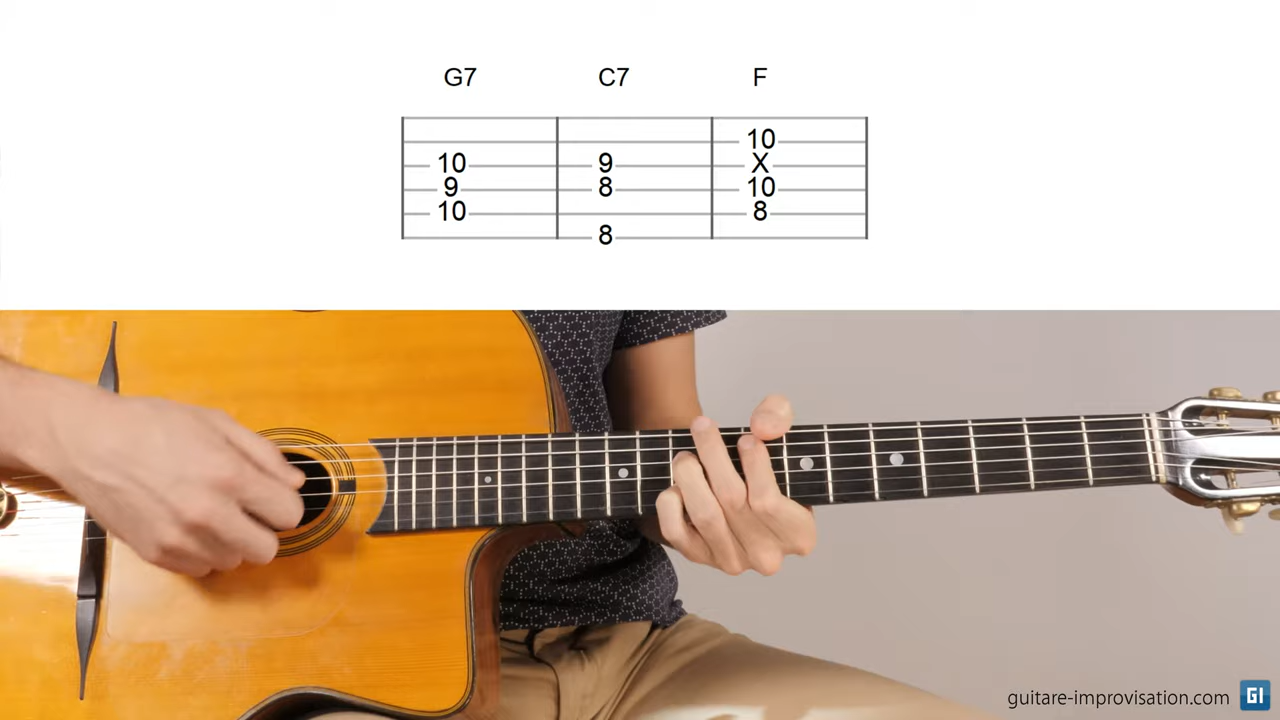 G7 C7 F
10
10 9 X
9 8 10
10 8
8
guitare-improvisation.com GI